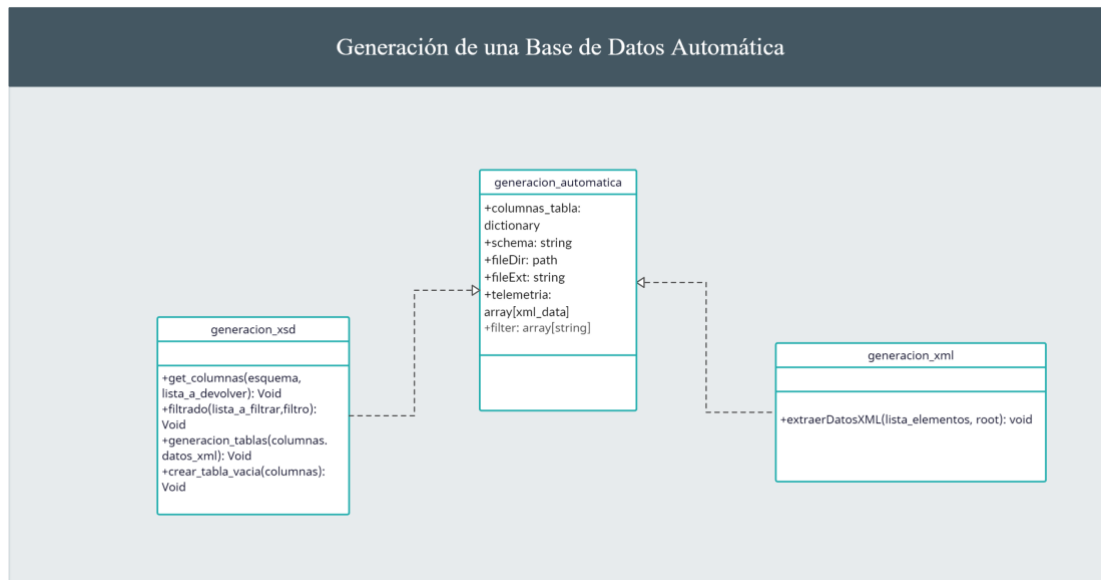 Generación de una Base de Datos Automática
generacion_automatica
+columnas_tabla:
dictionary
+schema: string
+fileDir: path
+fileExt: string
+telemetria:
array[xml_data]
+filter: array[string]
generacion_xsd
+get_columnas(esquema,
lista_a_devolver): Void
+filtrado(lista_a_filtrar,filtro):
Void
+generacion_tablas(columnas.
datos_xml): Void
+crear_tabla_vacia(columnas):
Void
generacion_xml
+extraerDatosXML(lista_elementos, root): void